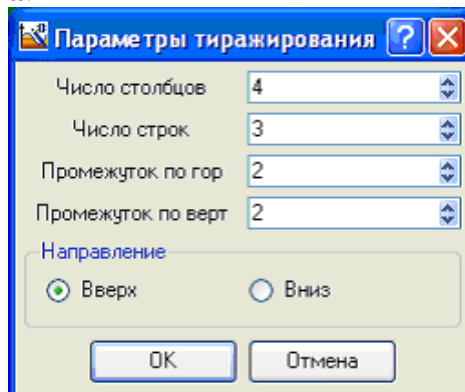 Параметры тиражирования
Число столбцов 4
Число строк 3
Промежуток по гор 2
Промежуток по верт 2
Направление
Вверх Вниз
OK Отмена